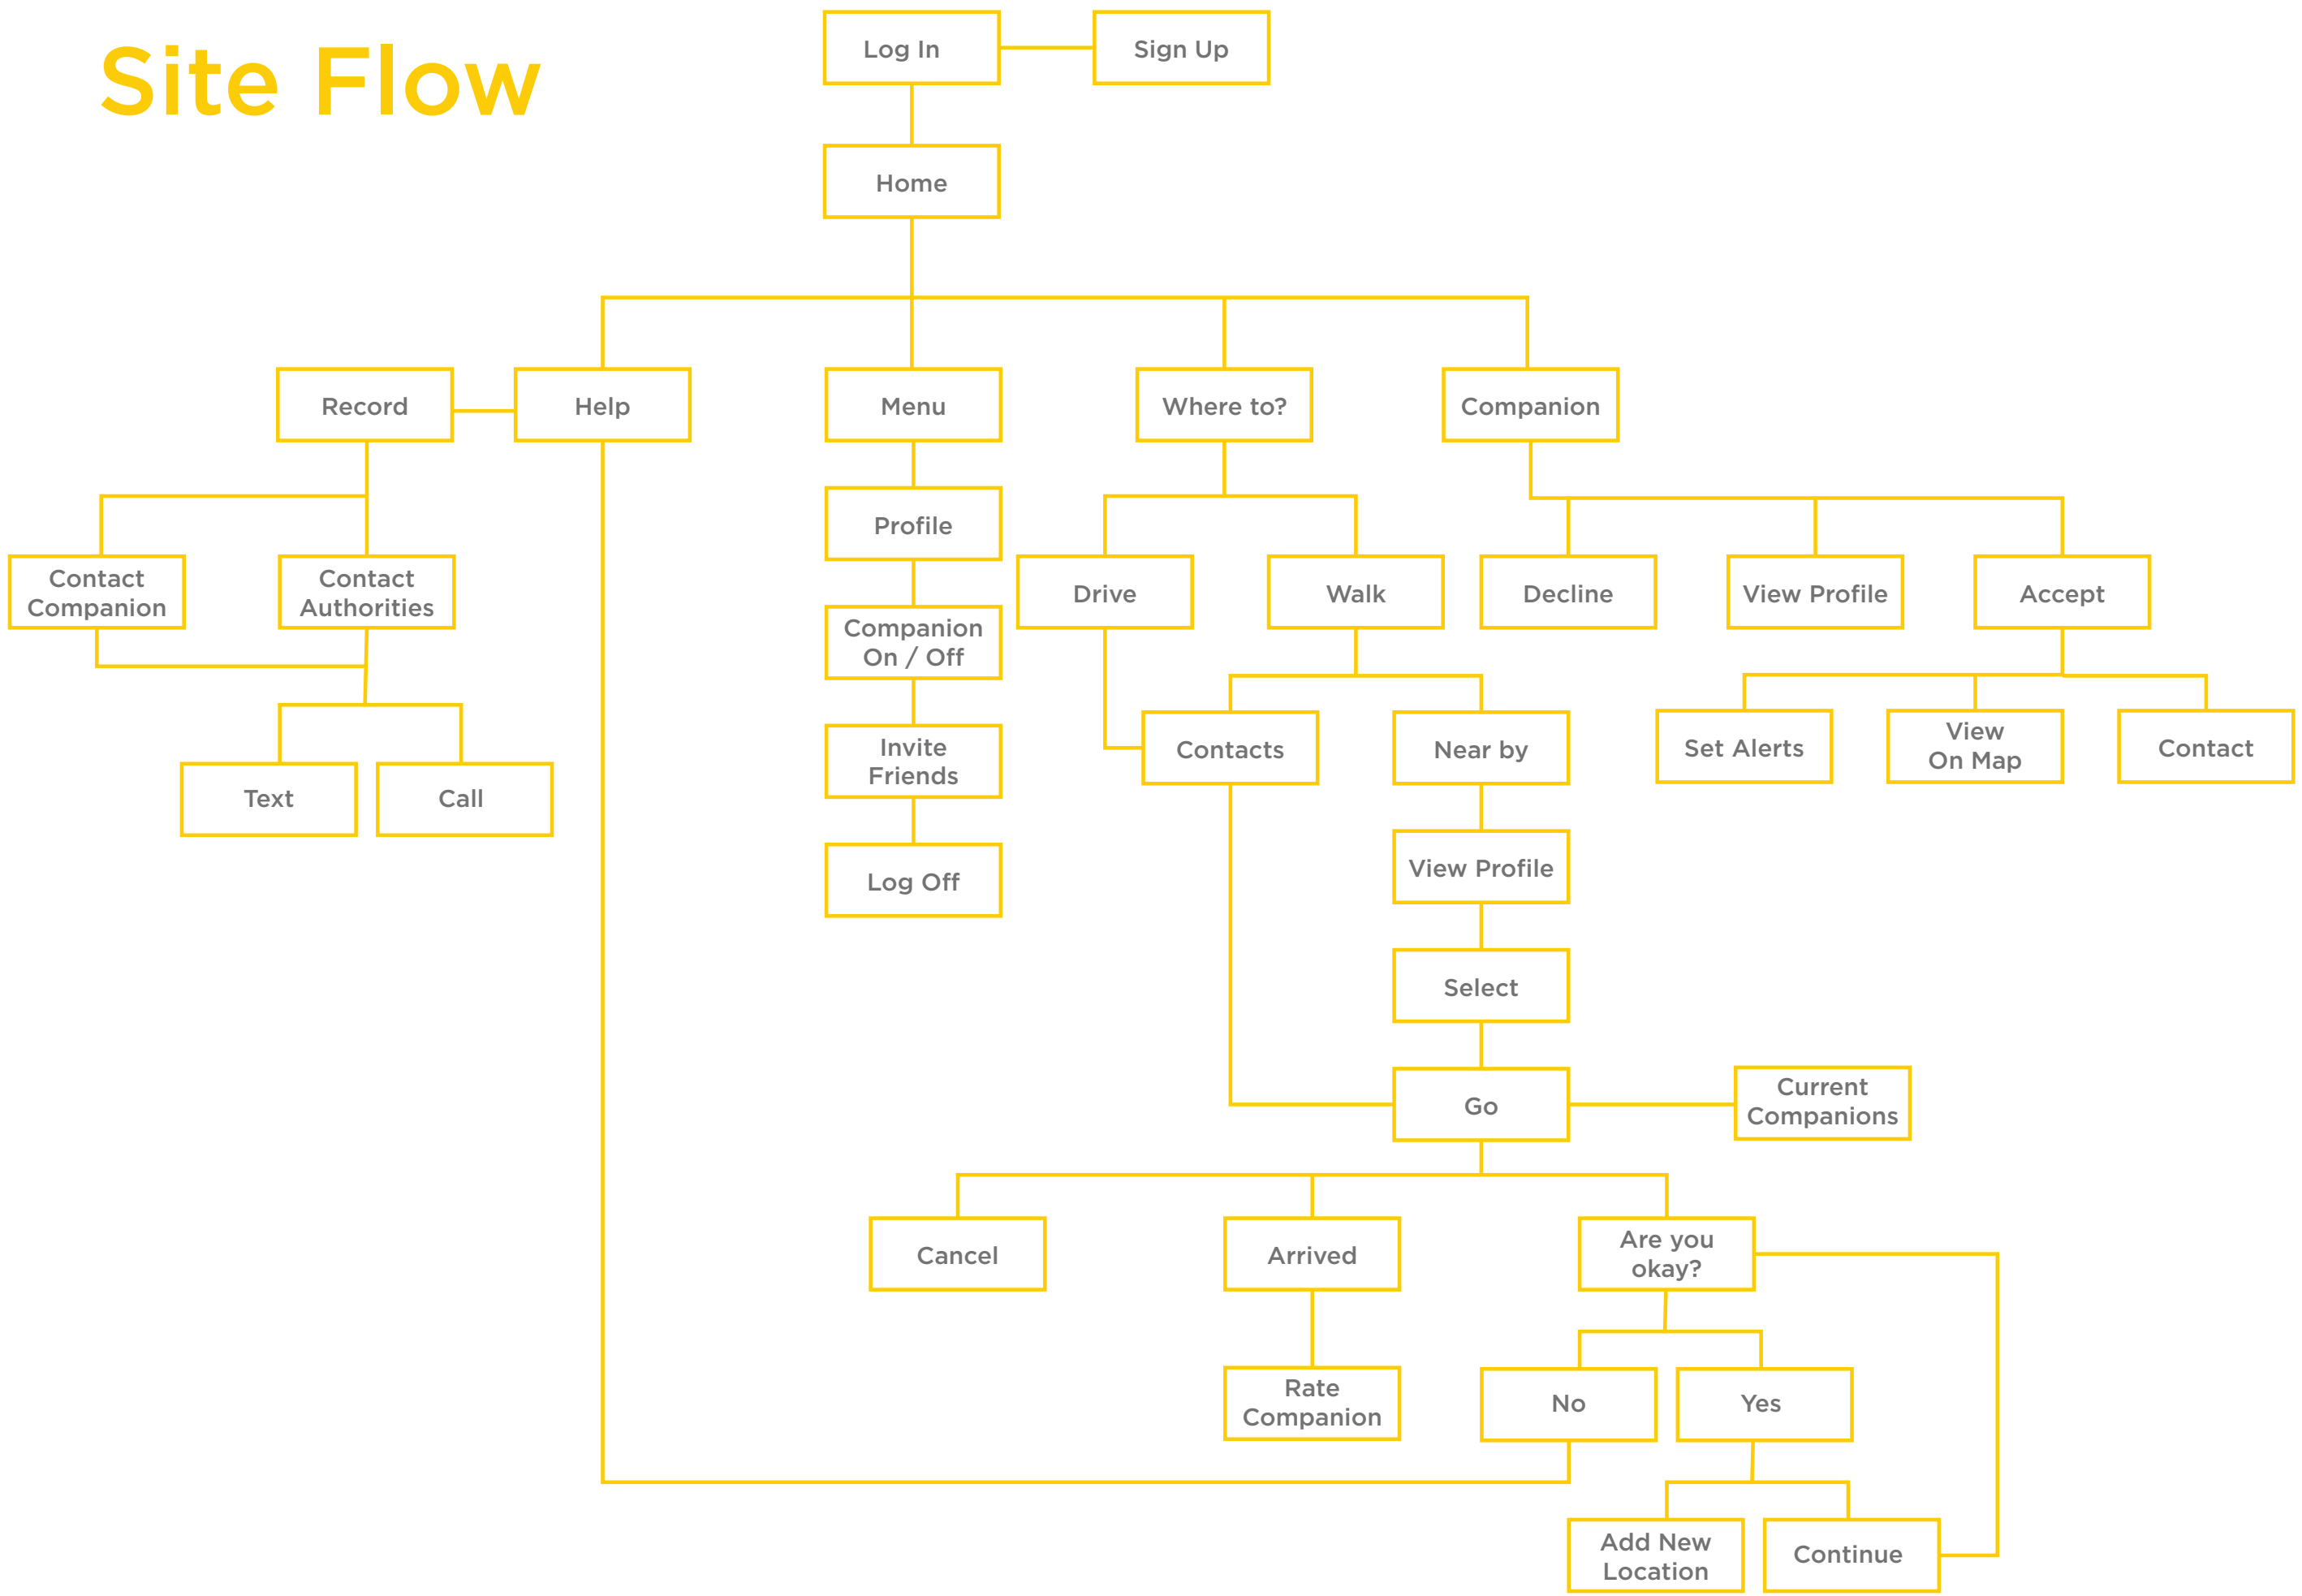 Site Flow
Log In
Sign Up
Home
Record
Help
Menu
Where to?
Companion
Profile
Contact
Companion
Contact
Authorities
Companion
On / Off
Drive
Walk
Decline
View Profile
Accept
Invite
Friends
Contacts
Near by
Set Alerts
View
On Map
Contact
Text
Call
Log Off
View Profile
Select
Go
Current
Companions
Cancel
Arrived
Are you
okay?
Rate
Companion
No
Yes
Add New
Location
Continue